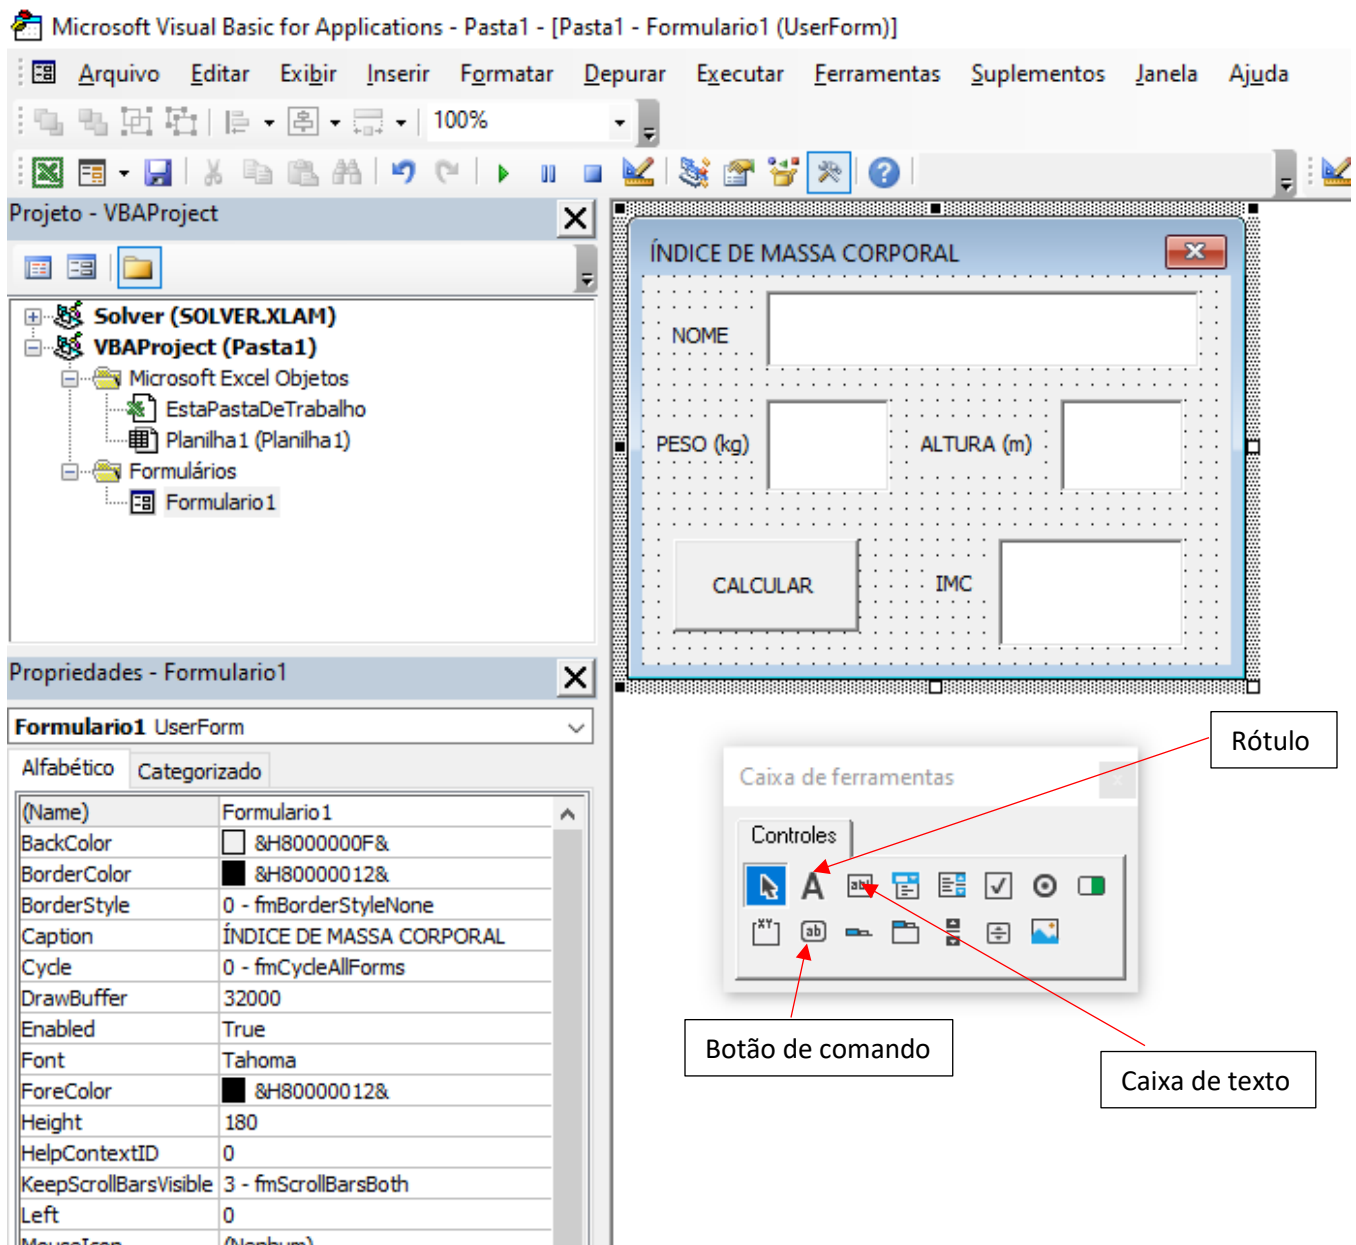 Microsoft Visual Basic for Applications - Pasta1 - [Pasta1 - Formulario1 (UserForm)]
Arquivo Editar Exibir Inserir Formatar Depurar Executar Ferramentas Suplementos Janela Ajuda
100%
Projeto - VBAProject
Solver (SOLVER.XLAM)
VBAProject (Pasta1)
Microsoft Excel Objetos
EstaPastaDeTrabalho
Planilha1 (Planilha1)
Formulários
Formulario1
ÍNDICE DE MASSA CORPORAL
NOME
PESO (kg) ALTURA (m)
CALCULAR IMC
Propriedades - Formulario1
Formulario1 UserForm
Alfabético Categorizado
(Name) Formulario1
BackColor &H8000000F&
BorderColor &H80000012&
BorderStyle 0 - fmBorderStyleNone
Caption ÍNDICE DE MASSA CORPORAL
Cycle 0 - fmCycleAllForms
DrawBuffer 32000
Enabled True
Font Tahoma
ForeColor &H80000012&
Height 180
HelpContextID 0
KeepScrollBarsVisible 3 - fmScrollBarsBoth
Left 0
MouseIcon (Nenhum)
Caixa de ferramentas
Controles
Rótulo
Botão de comando
Caixa de texto